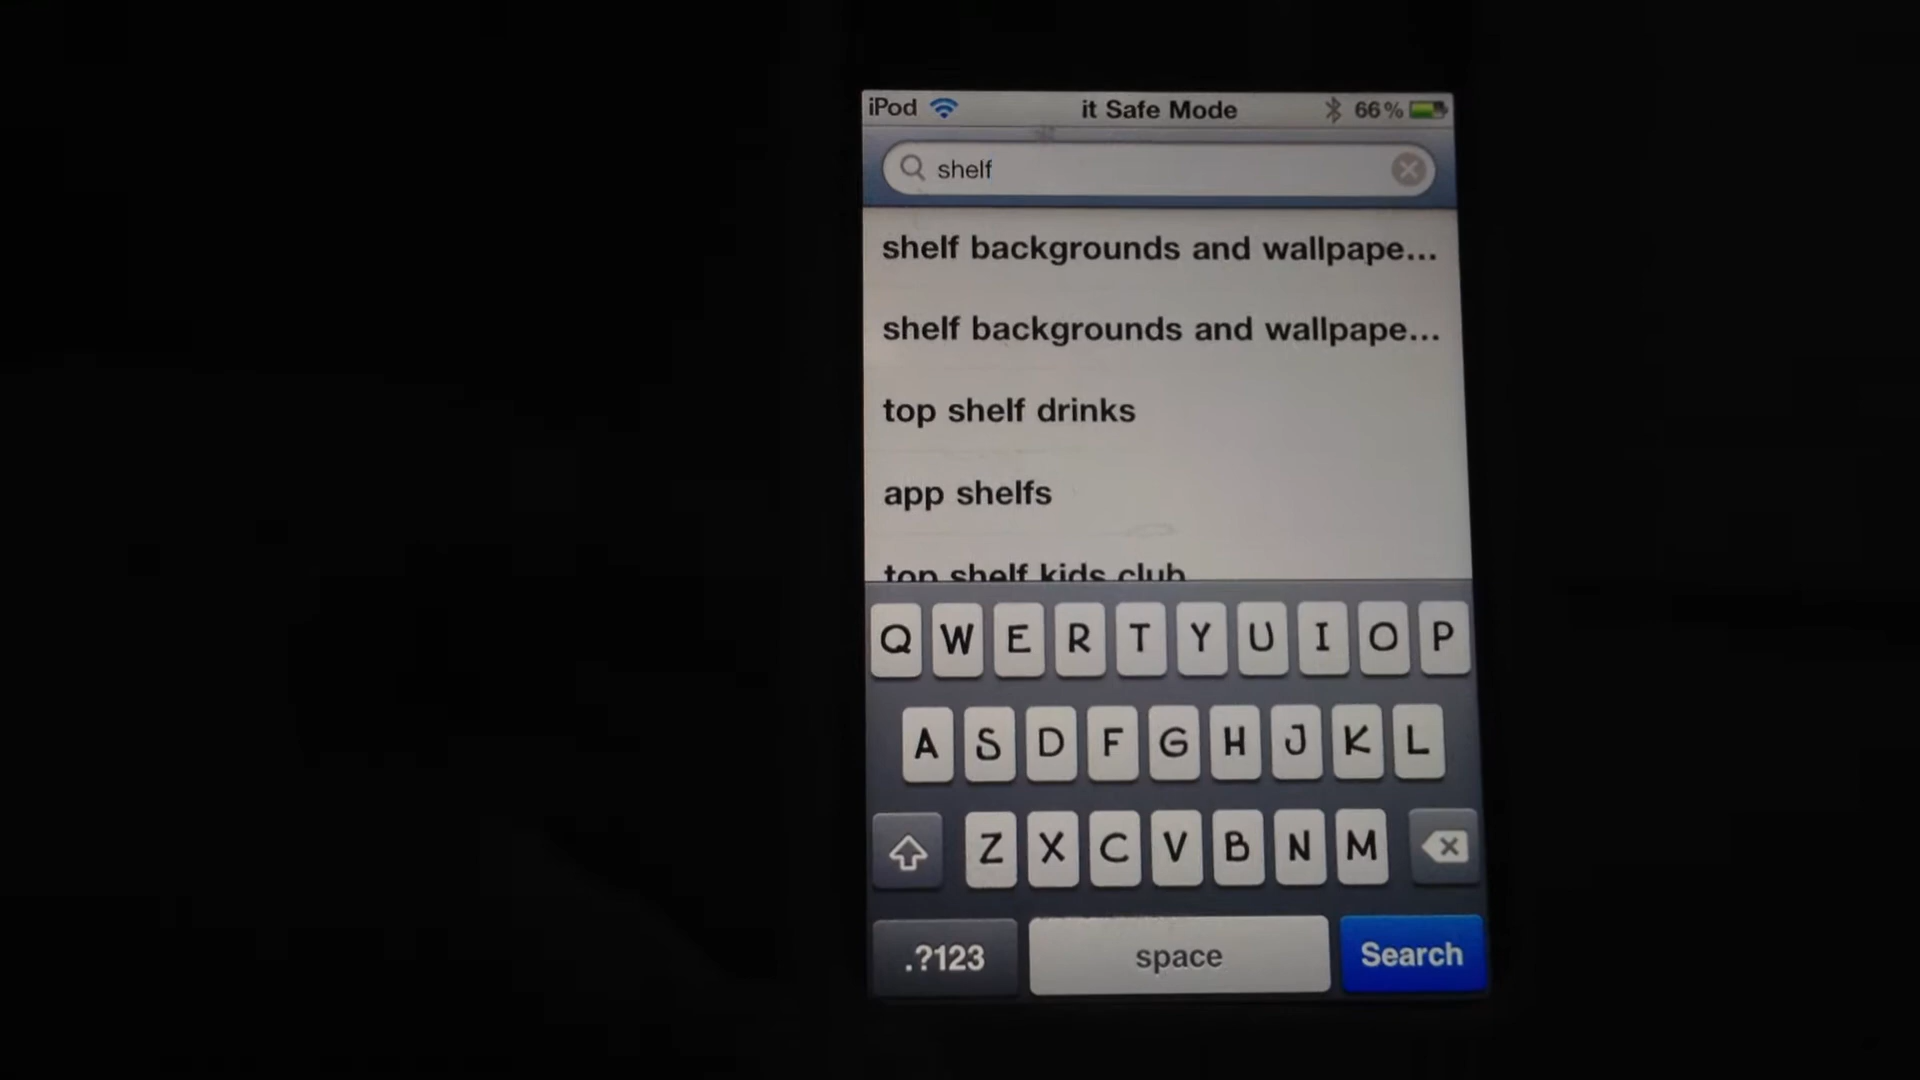 iPod it Safe Mode 66%
shelf
shelf backgrounds and wallpape...
shelf backgrounds and wallpape...
top shelf drinks
app shelfs
top shelf kids club
Q W E R T Y U I O P
A S D F G H J K L
Z X C V B N M
.?123 space Search